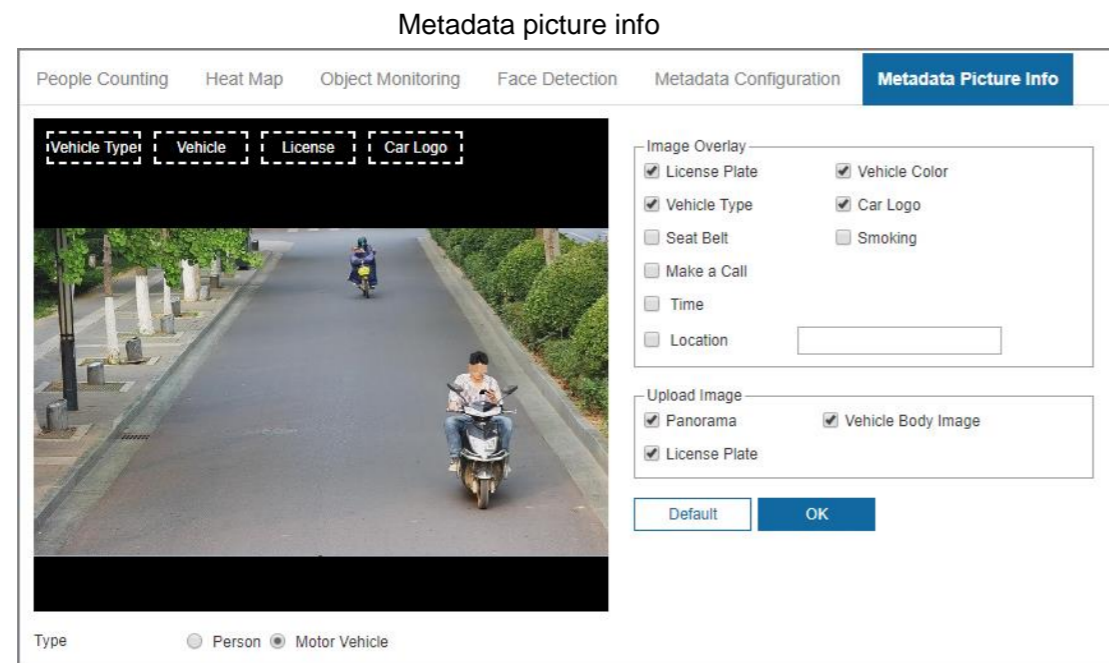 Metadata picture info
People Counting Heat Map Object Monitoring Face Detection Metadata Configuration Metadata Picture Info
Vehicle Type Vehicle License Car Logo
Image Overlay
License Plate Vehicle Color
Vehicle Type Car Logo
Seat Belt Smoking
Make a Call
Time
Location
Upload Image
Panorama Vehicle Body Image
License Plate
Default OK
Type Person Motor Vehicle